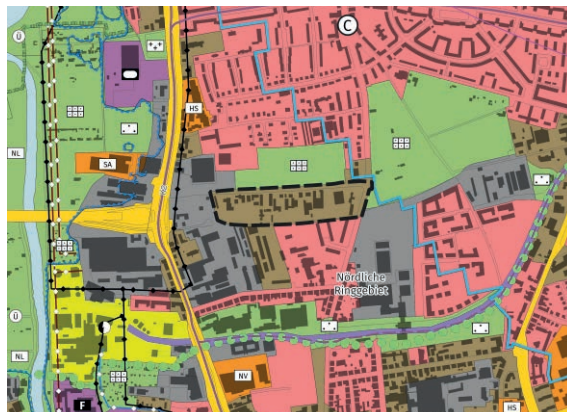 Ü
C
HS
NL
SA
Nördliche
Ringgebiet
Ü
NL
NV
F
HS